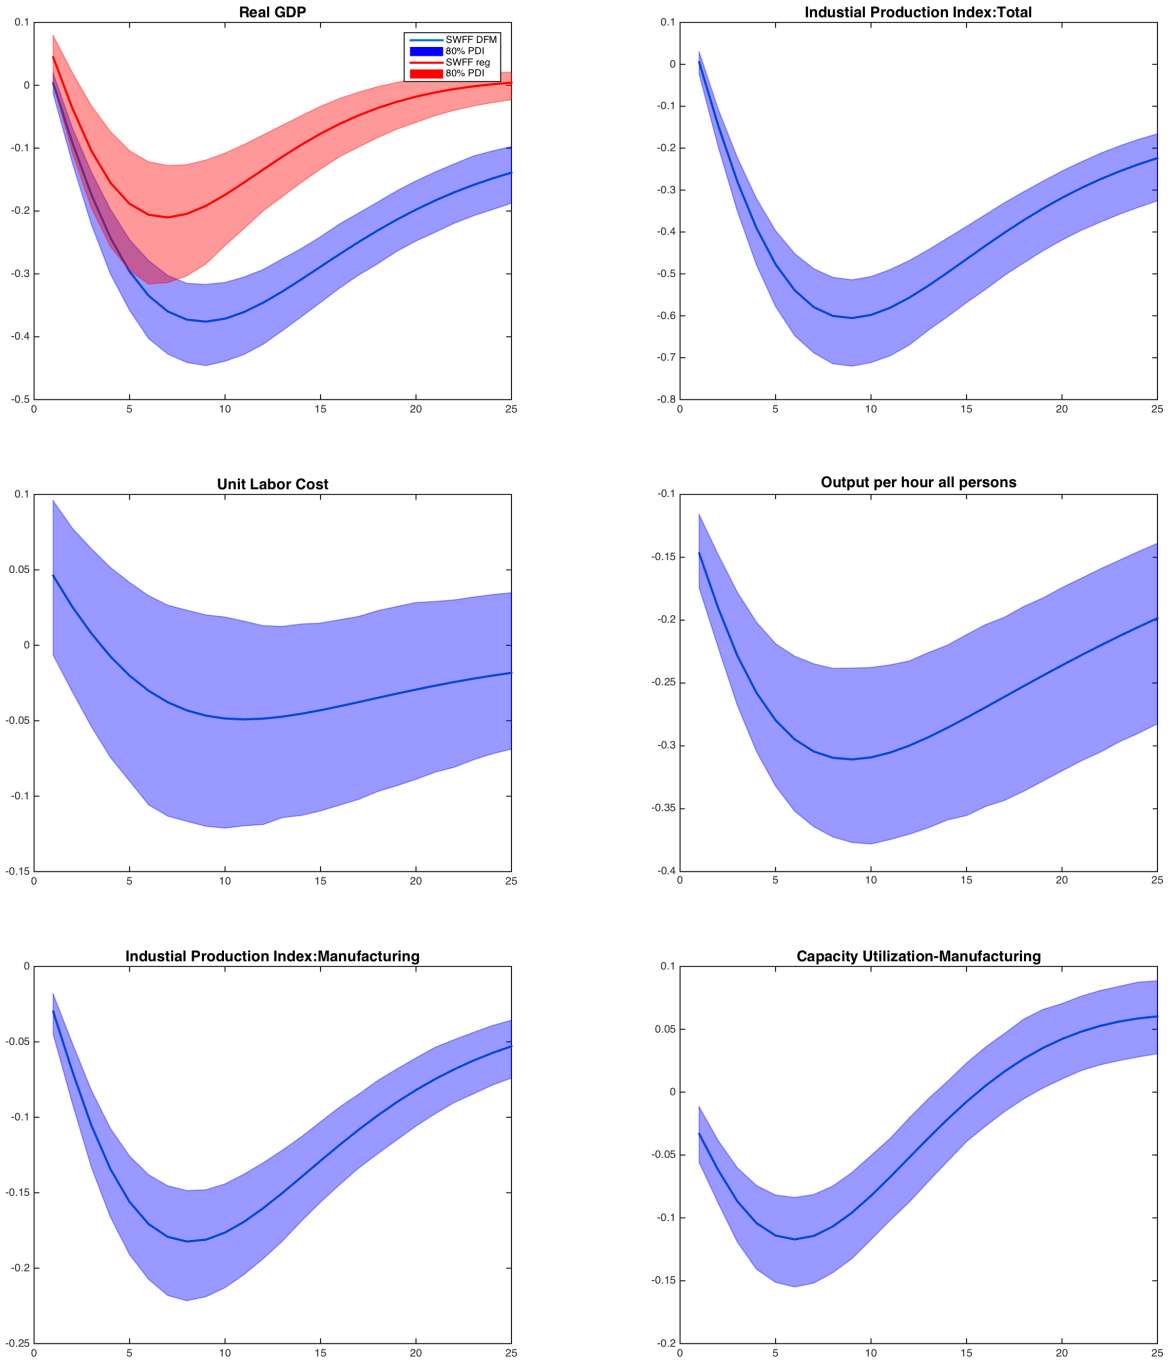 Real GDP
0.1
0
-0.1
-0.2
-0.3
-0.4
-0.5
0 5 10 15 20 25
SWFF DFM
80% PDI
SWFF reg
80% PDI
Industial Production Index:Total
0.1
0
-0.1
-0.2
-0.3
-0.4
-0.5
-0.6
-0.7
-0.8
0 5 10 15 20 25
Unit Labor Cost
0.1
0.05
0
-0.05
-0.1
-0.15
0 5 10 15 20 25
Output per hour all persons
-0.1
-0.15
-0.2
-0.25
-0.3
-0.35
-0.4
0 5 10 15 20 25
Industial Production Index:Manufacturing
0
-0.05
-0.1
-0.15
-0.2
-0.25
0 5 10 15 20 25
Capacity Utilization-Manufacturing
0.1
0.05
0
-0.05
-0.1
-0.15
-0.2
0 5 10 15 20 25